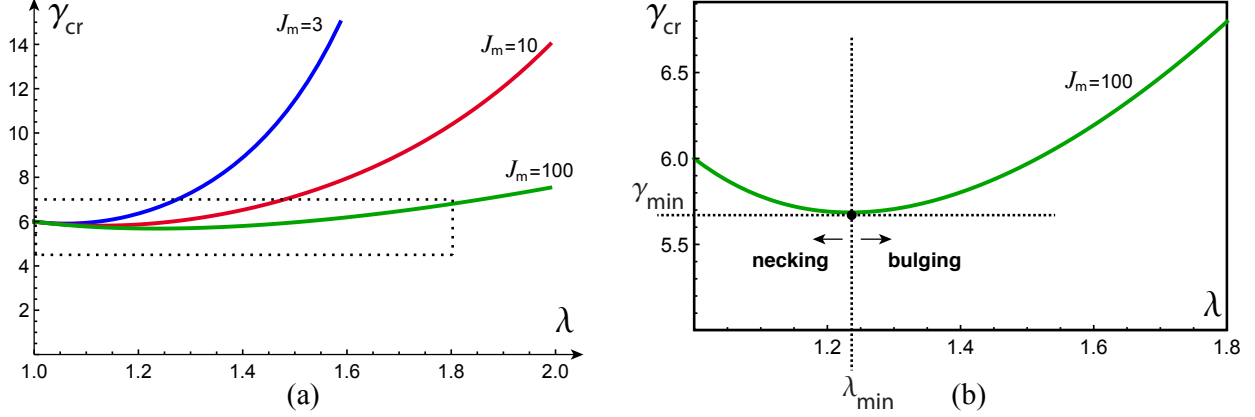 γcr
14
12
10
8
6
4
2
Jm=3
Jm=10
Jm=100
λ
1.0
1.2
1.4
1.6
1.8
2.0
(a)
γcr
6.5
6.0
γmin
5.5
Jm=100
necking
bulging
λ
1.2
1.4
1.6
1.8
λmin
(b)